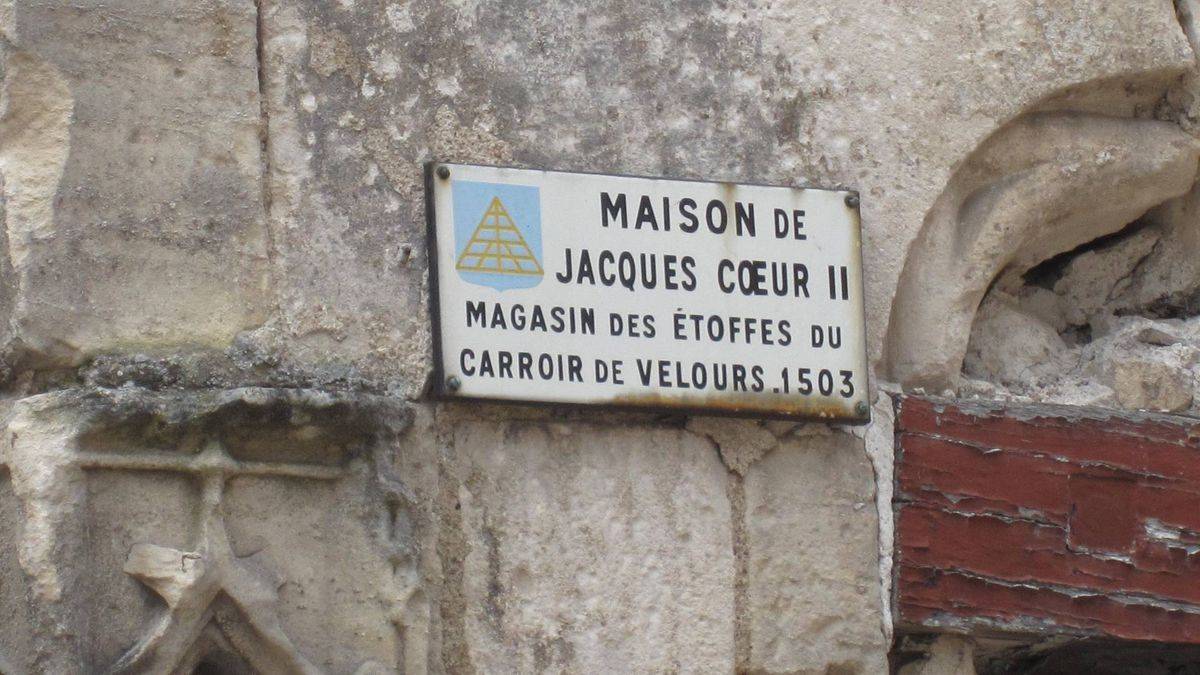 MAISON DE
JACQUES CŒUR II
MAGASIN DES ÉTOFFES DU
CARROIR DE VELOURS.1503